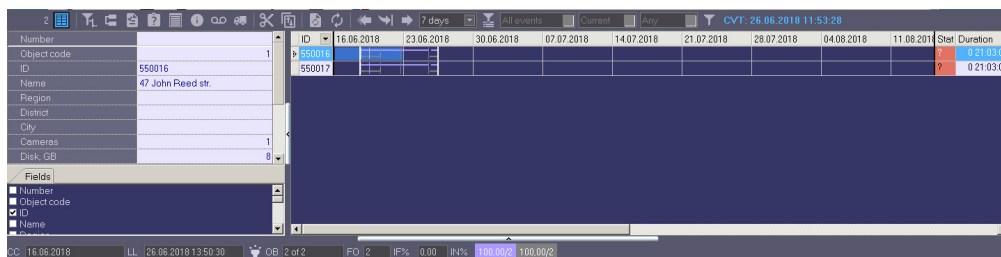 2 7 days All events Current Any CVT: 26.06.2018 11:53:28
Number
Object code 1
ID 550016
Name 47 John Reed str.
Region
District
City
Cameras 1
Disk, GB 8
Fields
Number
Object code
ID
Name
ID 16.06.2018 23.06.2018 30.06.2018 07.07.2018 14.07.2018 21.07.2018 28.07.2018 04.08.2018 11.08.2018 Stat Duration
550016 ? 0 21:03:0
550017 ? 0 21:03:0
CC 16.06.2018 LL 26.06.2018 13:50:30 OB 2 of 2 FO 2 IF% 0,00 IN% 100,00/2 100,00/2